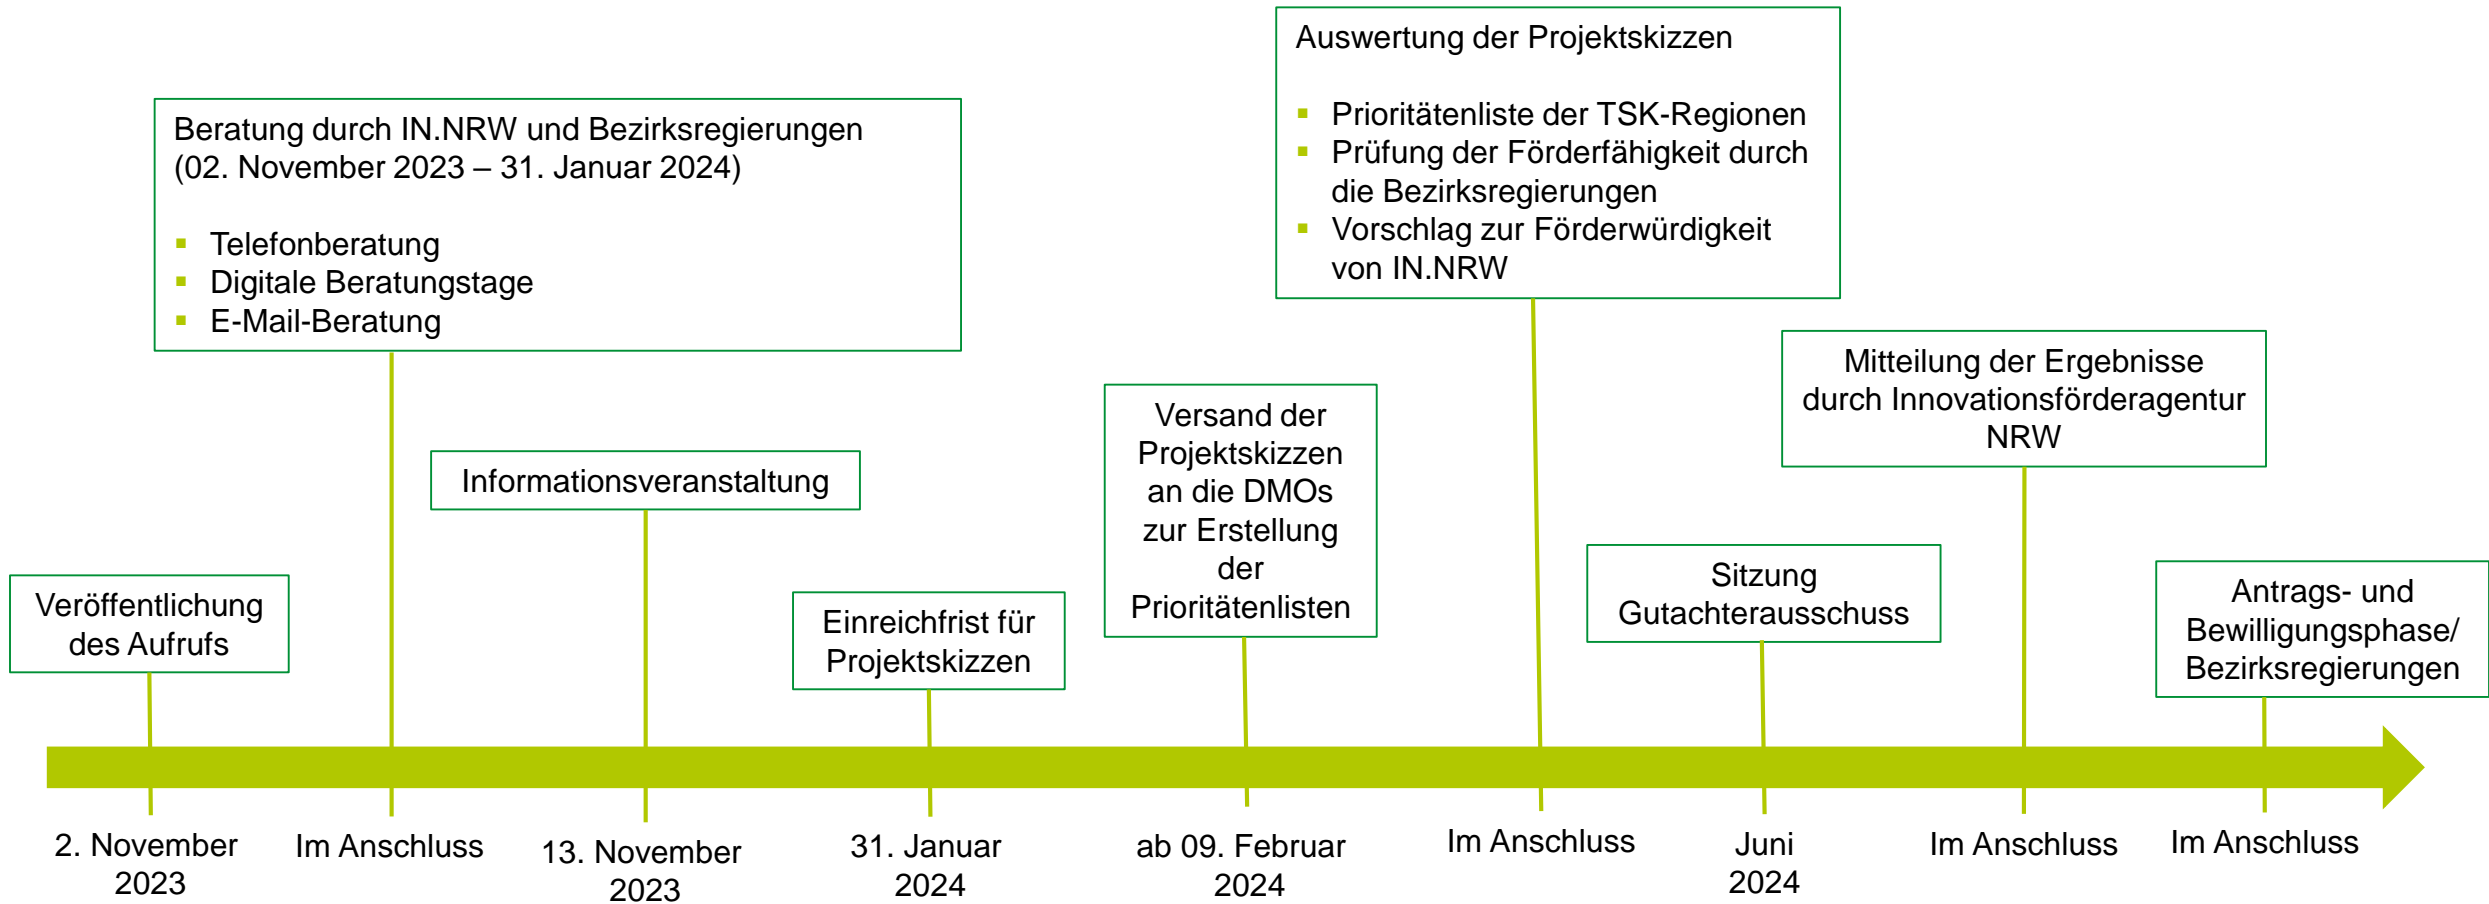 Auswertung der Projektskizzen
▪ Prioritätenliste der TSK-Regionen
▪ Prüfung der Förderfähigkeit durch
die Bezirksregierungen
▪ Vorschlag zur Förderwürdigkeit
von IN.NRW
Beratung durch IN.NRW und Bezirksregierungen
(02. November 2023 – 31. Januar 2024)
▪ Telefonberatung
▪ Digitale Beratungstage
▪ E-Mail-Beratung
Mitteilung der Ergebnisse
durch Innovationsförderagentur
NRW
Versand der
Projektskizzen
an die DMOs
zur Erstellung
der
Prioritätenlisten
Informationsveranstaltung
Sitzung
Gutachterausschuss
Antrags- und
Bewilligungsphase/
Bezirksregierungen
Veröffentlichung
des Aufrufs
Einreichfrist für
Projektskizzen
2. November
2023
Im Anschluss
13. November
2023
31. Januar
2024
ab 09. Februar
2024
Im Anschluss
Juni
2024
Im Anschluss
Im Anschluss